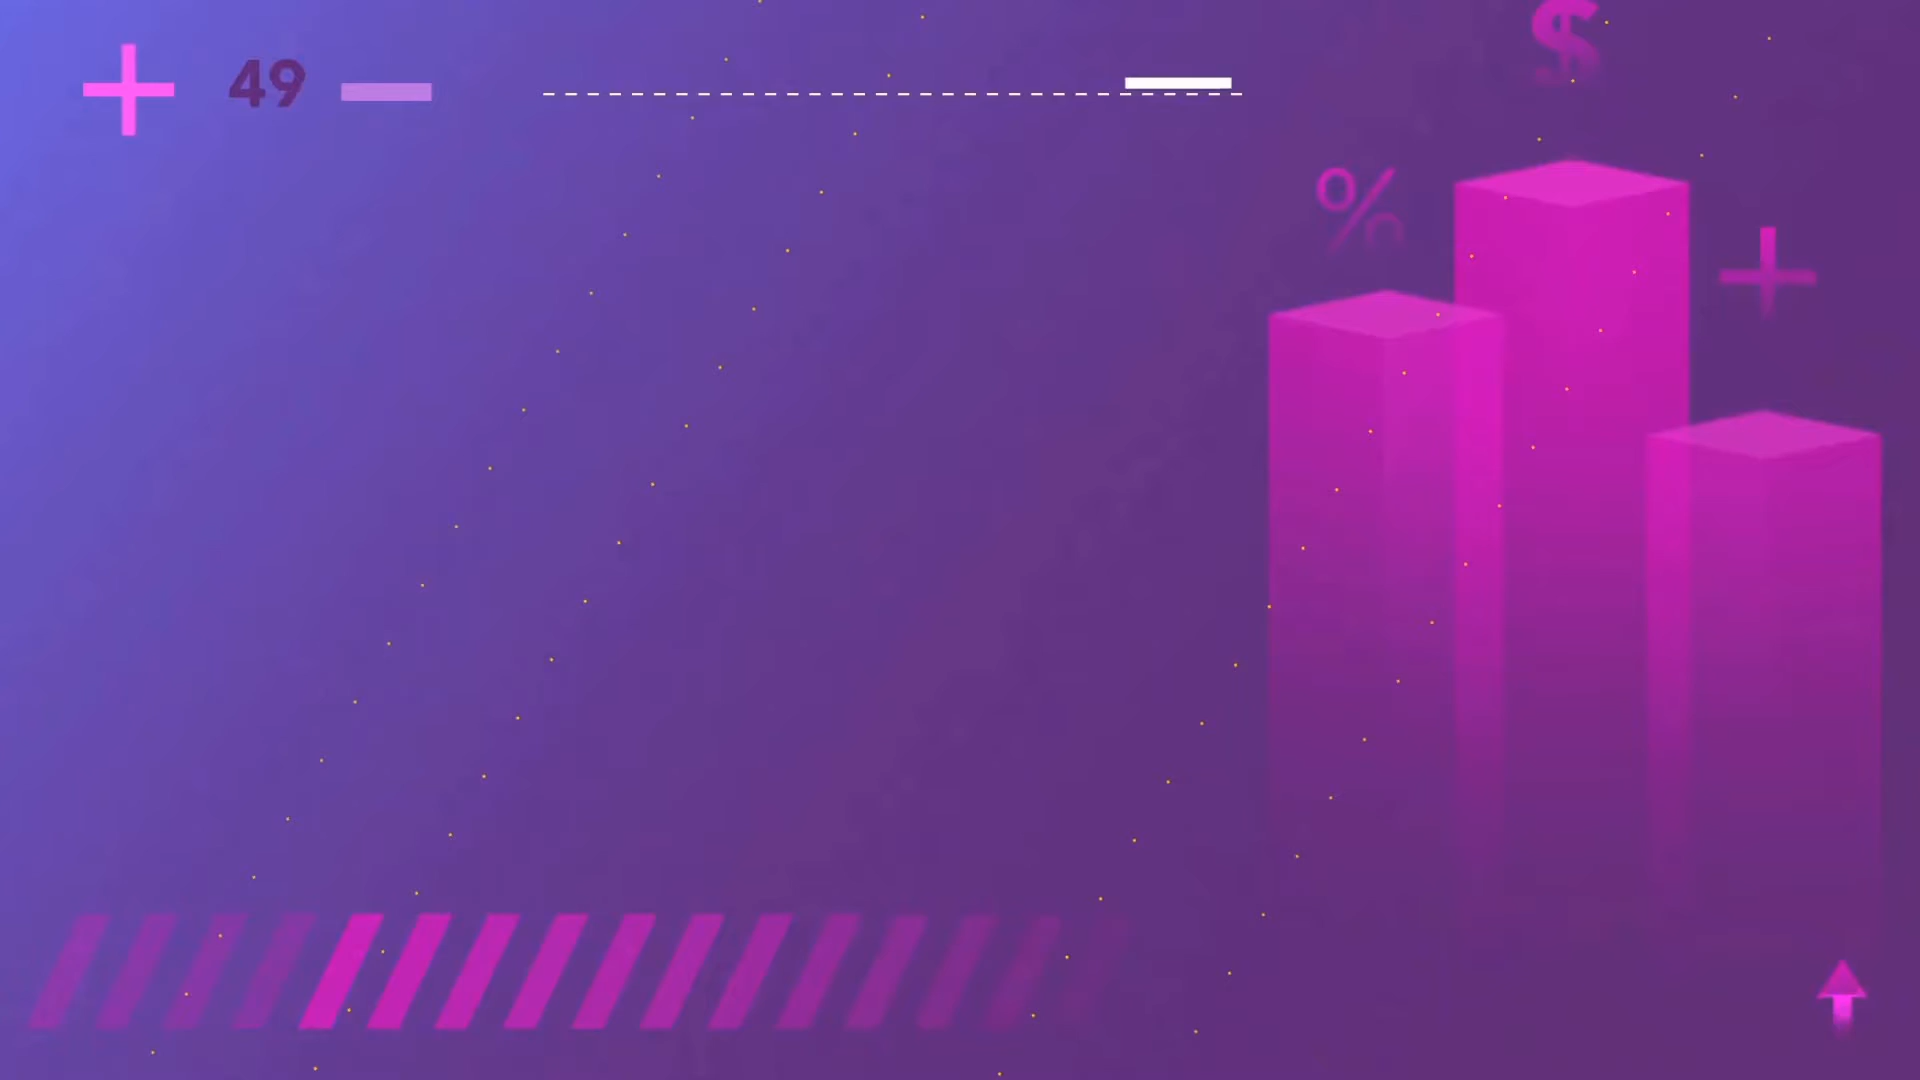 + 49
$
%
+